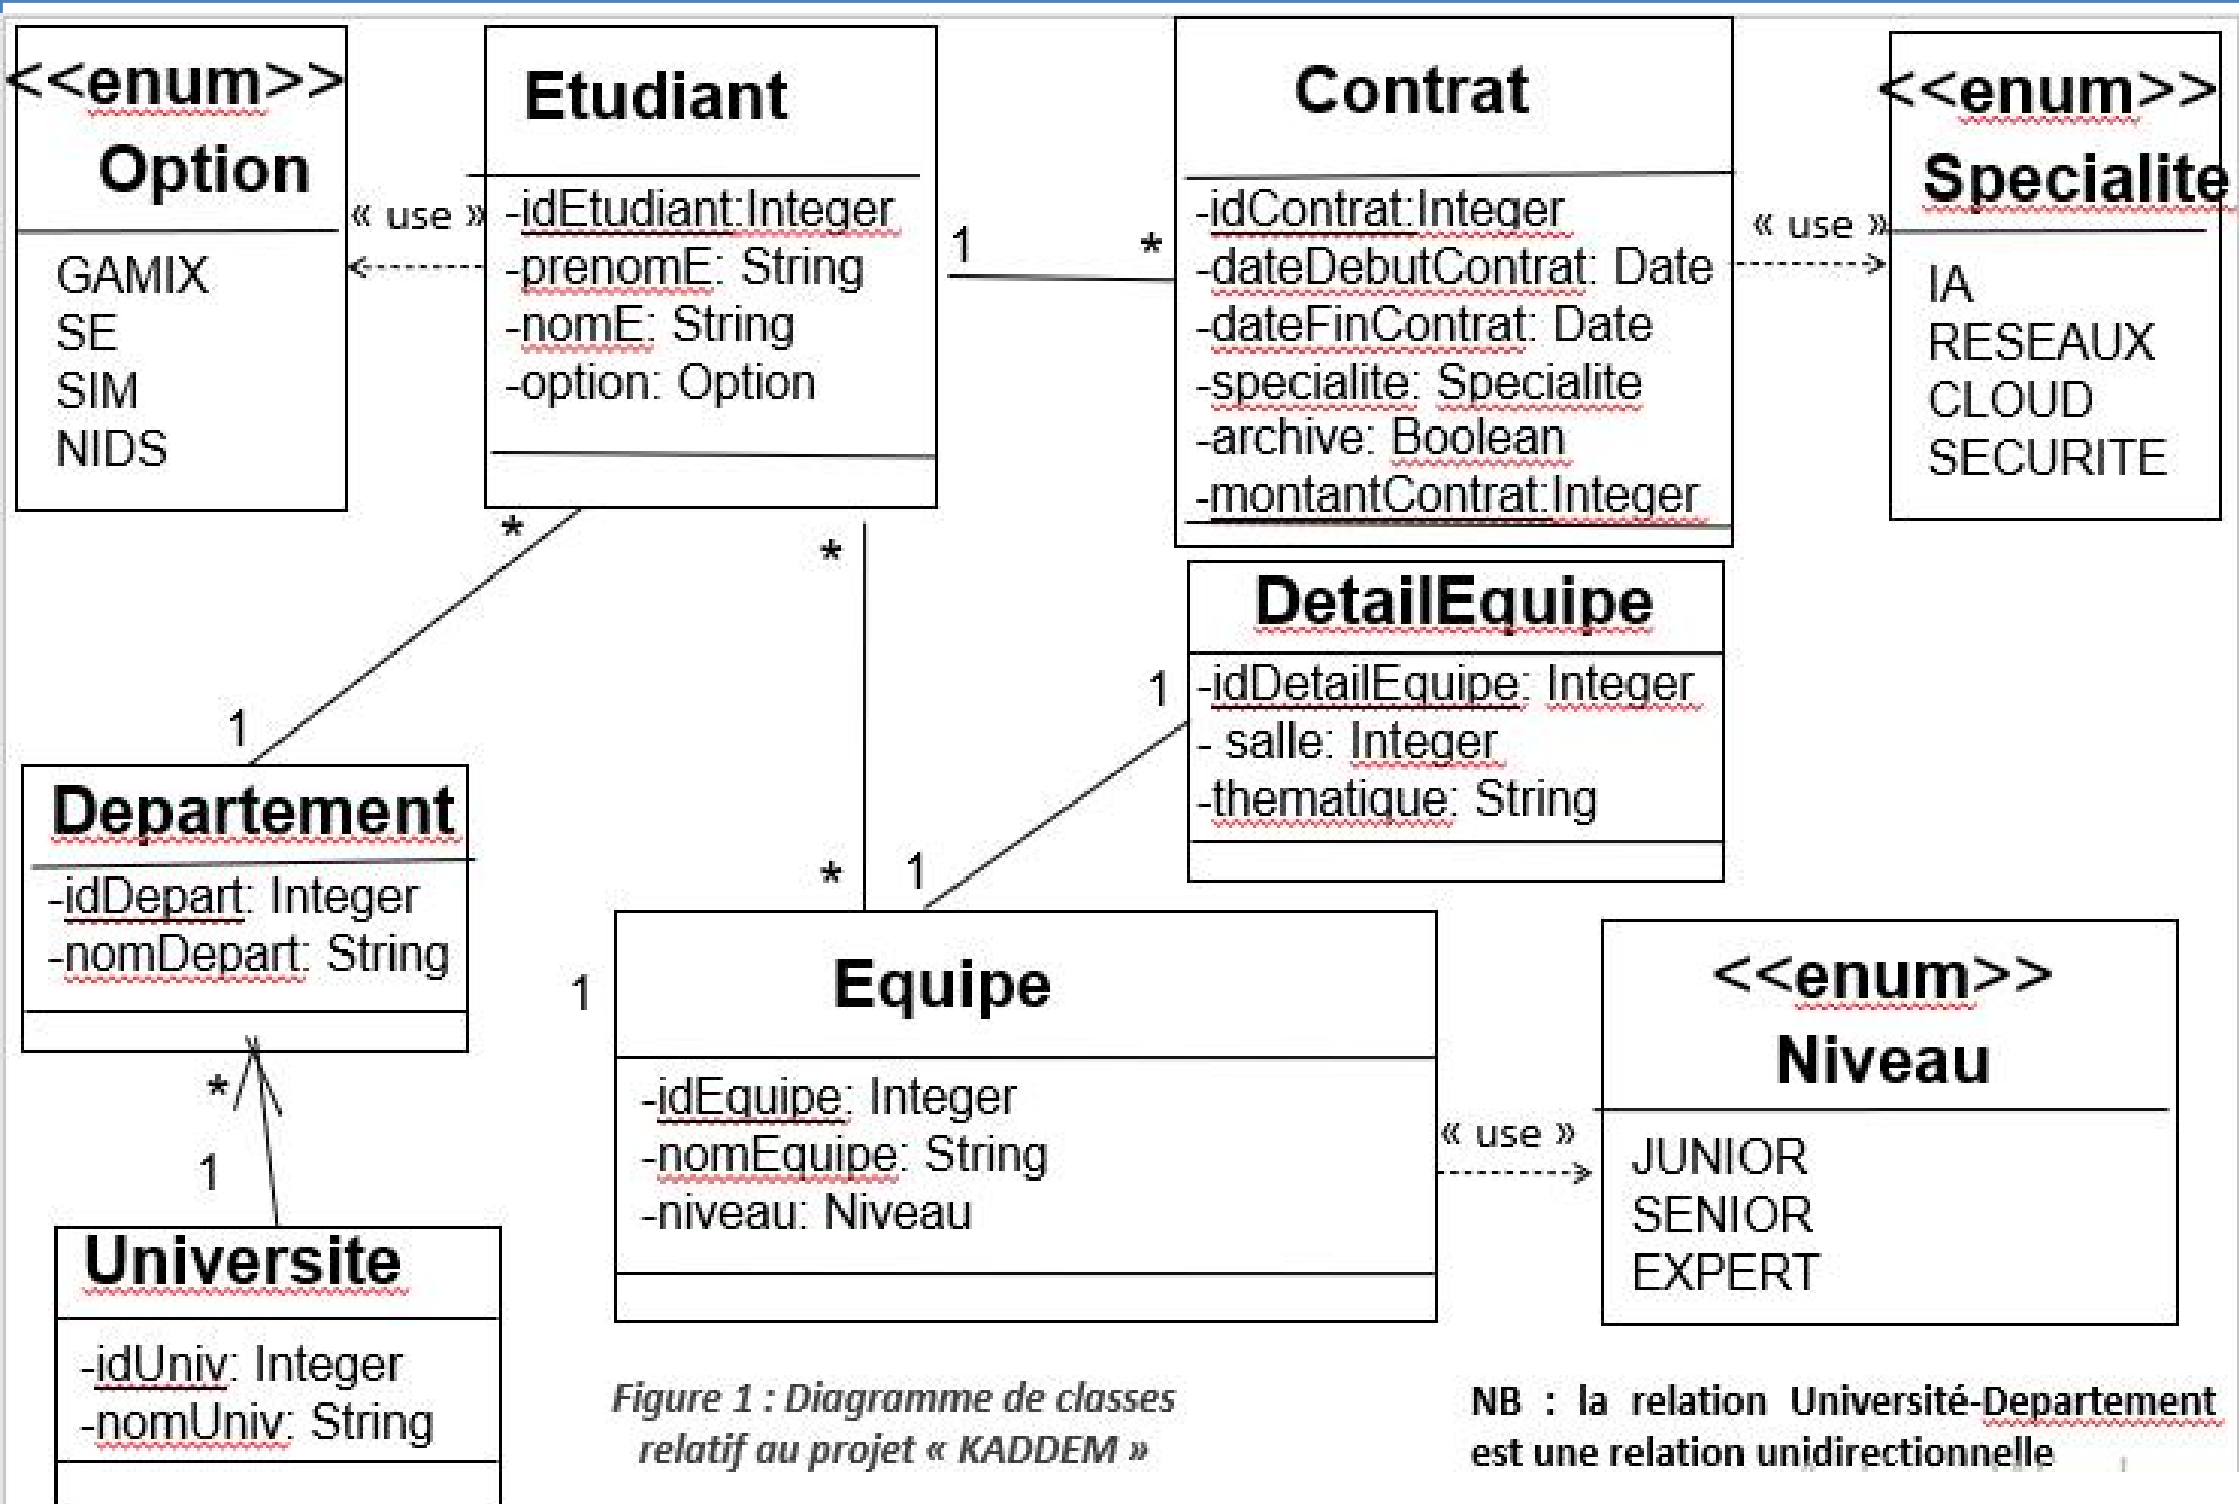 <<enum>>
Option
GAMIX
SE
SIM
NIDS
« use »
Etudiant
-idEtudiant:Integer
-prenomE: String
-nomE: String
-option: Option
1
*
Contrat
-idContrat:Integer
-dateDebutContrat: Date
-dateFinContrat: Date
-specialite: Specialite
-archive: Boolean
-montantContrat:Integer
« use »
<<enum>>
Specialite
IA
RESEAUX
CLOUD
SECURITE
*
1
*
*
DetailEquipe
-idDetailEquipe: Integer
- salle: Integer
-thematique: String
1
1
Departement
-idDepart: Integer
-nomDepart: String
*
1
Universite
-idUniv: Integer
-nomUniv: String
1
Equipe
-idEquipe: Integer
-nomEquipe: String
-niveau: Niveau
« use »
<<enum>>
Niveau
JUNIOR
SENIOR
EXPERT
Figure 1 : Diagramme de classes
relatif au projet « KADDEM »
NB : la relation Université-Departement
est une relation unidirectionnelle